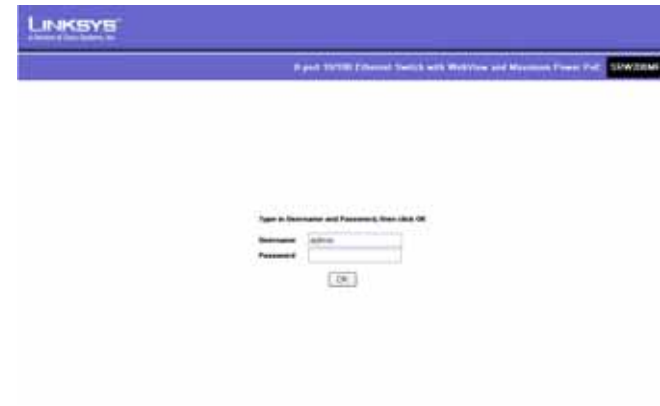 LINKSYS
A Division of Cisco Systems, Inc.
8-port 10/100 Ethernet Switch with WebView and Maximum Power PoE
Type in Username and Password, then click OK
Username admin
Password
OK